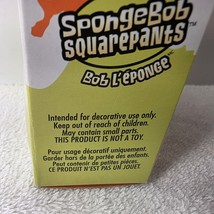 SpongeBob
SQUAREPANTS™
BOB L'ÉPONGE
Intended for decorative use only.
Keep out of reach of children.
May contain small parts.
THIS PRODUCT IS NOT A TOY.
Pour usage décoratif uniquement.
Garder hors de la portée des enfants.
Peut contenir de petites pièces.
CE PRODUIT N'EST PAS UN JOUET.